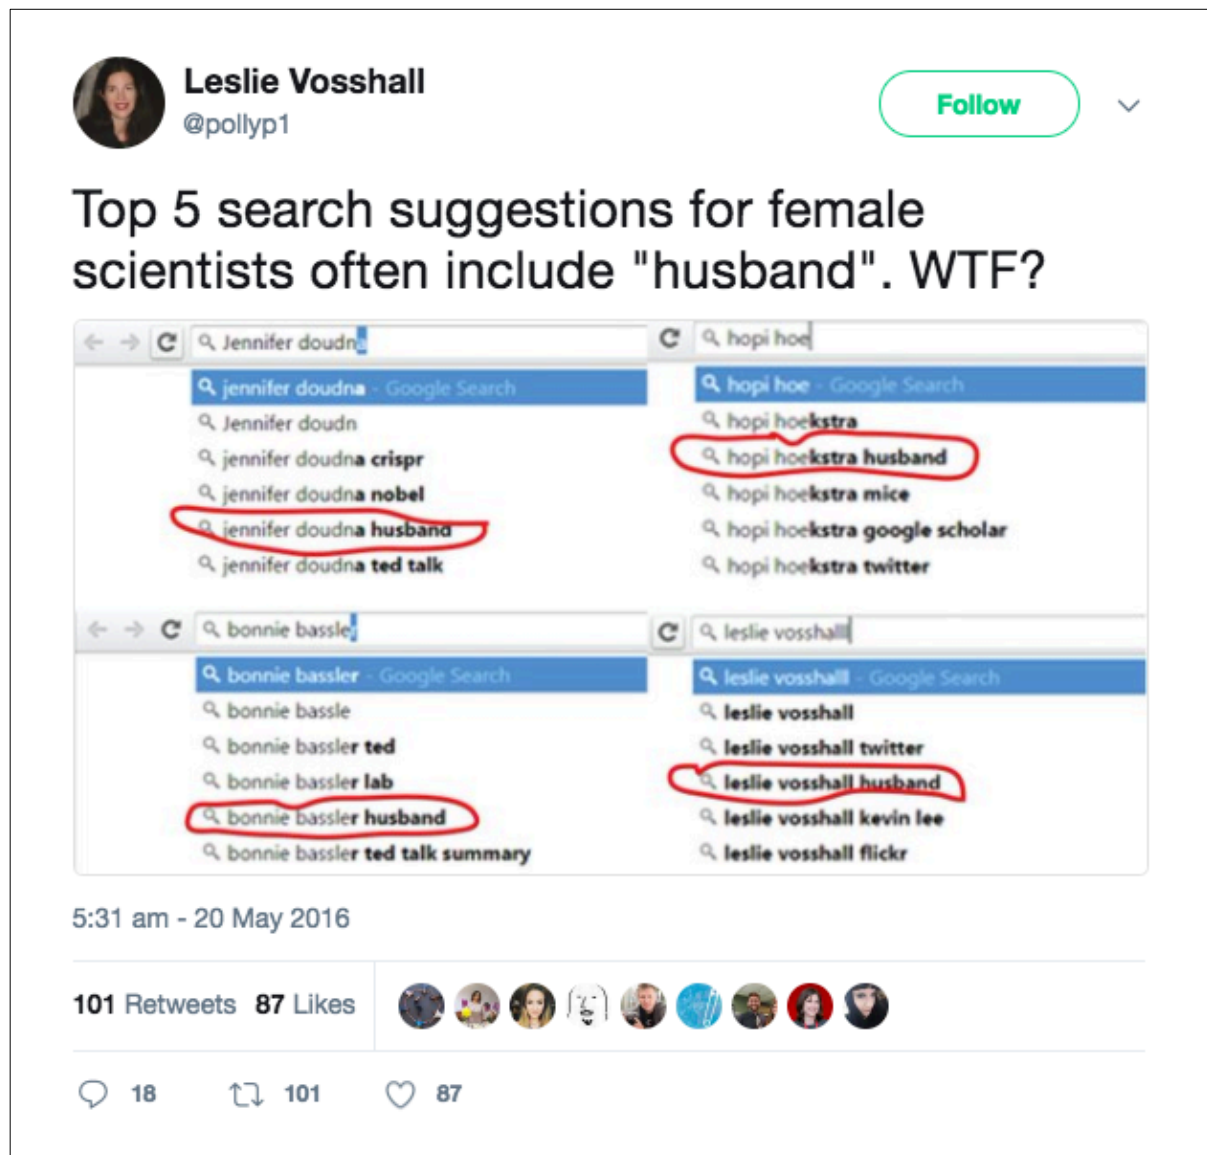 Leslie Vosshall
@pollyp1
Follow
Top 5 search suggestions for female
scientists often include "husband". WTF?
Jennifer doudna
jennifer doudna - Google Search
Jennifer doudn
jennifer doudna crispr
jennifer doudna nobel
jennifer doudna husband
jennifer doudna ted talk
hopi hoe
hopi hoe - Google Search
hopi hoekstra
hopi hoekstra husband
hopi hoekstra mice
hopi hoekstra google scholar
hopi hoekstra twitter
bonnie bassler
bonnie bassler - Google Search
bonnie bassle
bonnie bassler ted
bonnie bassler lab
bonnie bassler husband
bonnie bassler ted talk summary
leslie vosshalll
leslie vosshalll - Google Search
leslie vosshall
leslie vosshall twitter
leslie vosshall husband
leslie vosshall kevin lee
leslie vosshall flickr
5:31 am - 20 May 2016
101 Retweets 87 Likes
18 101 87